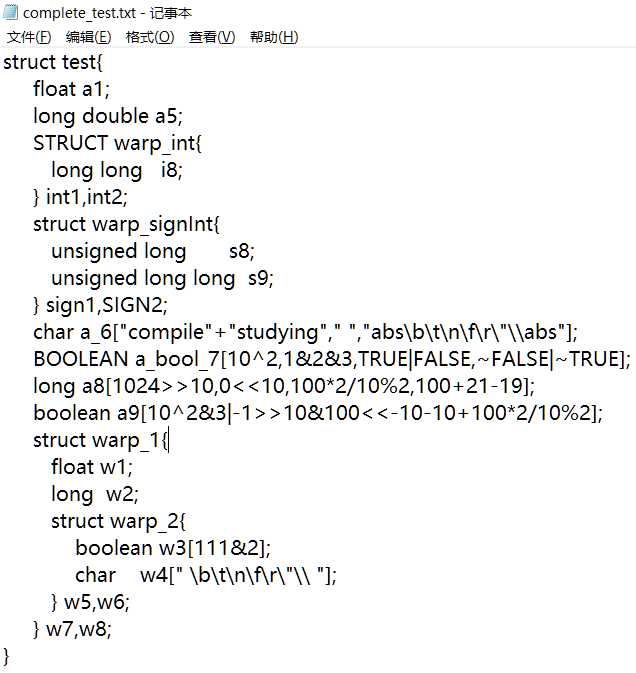 complete_test.txt - 记事本
文件(F) 编辑(E) 格式(O) 查看(V) 帮助(H)
struct test{
float a1;
long double a5;
STRUCT warp_int{
long long i8;
} int1,int2;
struct warp_signInt{
unsigned long s8;
unsigned long long s9;
} sign1,SIGN2;
char a_6["compile"+"studying"," ","abs\b\t\n\f\r\"\\abs"];
BOOLEAN a_bool_7[10^2,1&2&3,TRUE|FALSE,~FALSE|~TRUE];
long a8[1024>>10,0<<10,100*2/10%2,100+21-19];
boolean a9[10^2&3|-1>>10&100<<-10-10+100*2/10%2];
struct warp_1{
float w1;
long w2;
struct warp_2{
boolean w3[111&2];
char w4[" \b\t\n\f\r\"\\ "];
} w5,w6;
} w7,w8;
}